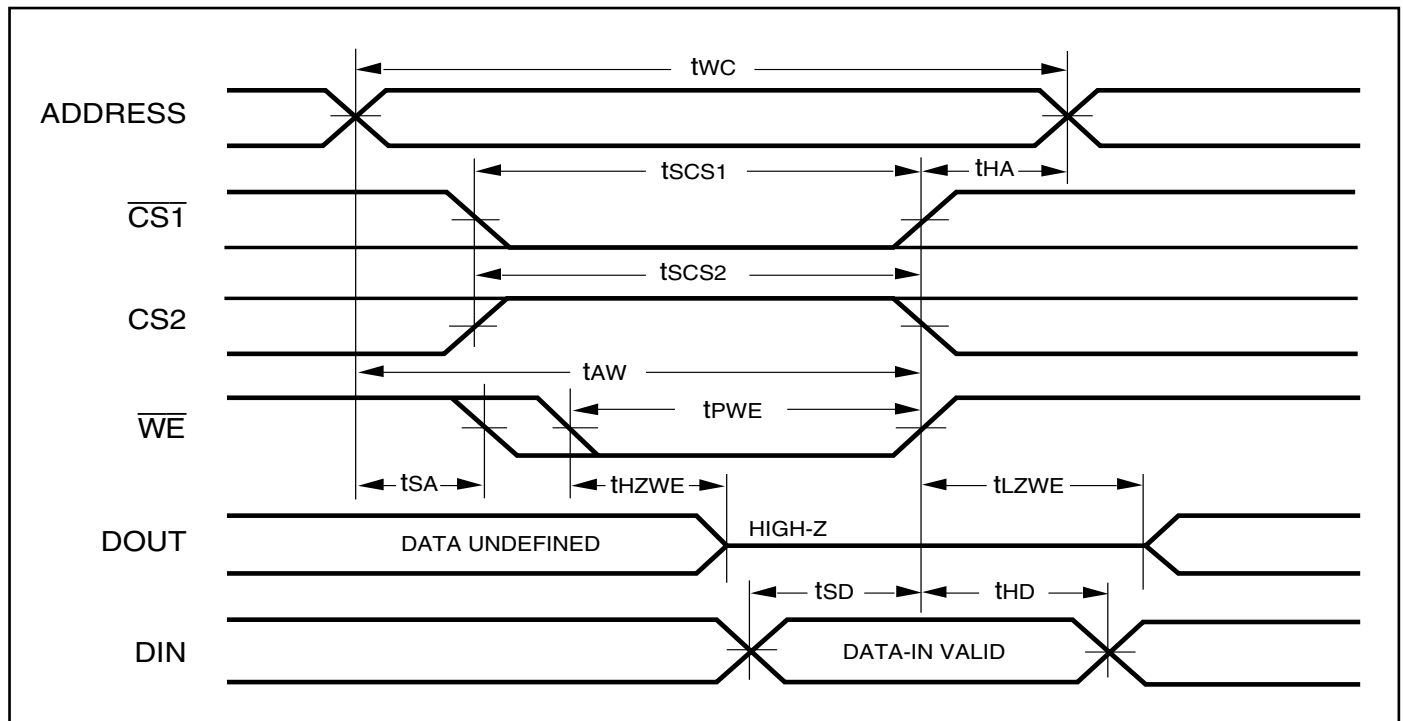 tWC
ADDRESS
tSCS1
tHA
CS1
tSCS2
CS2
tAW
WE
tPWE
tSA
tHZWE
tLZWE
DOUT
DATA UNDEFINED
HIGH-Z
tSD
tHD
DIN
DATA-IN VALID